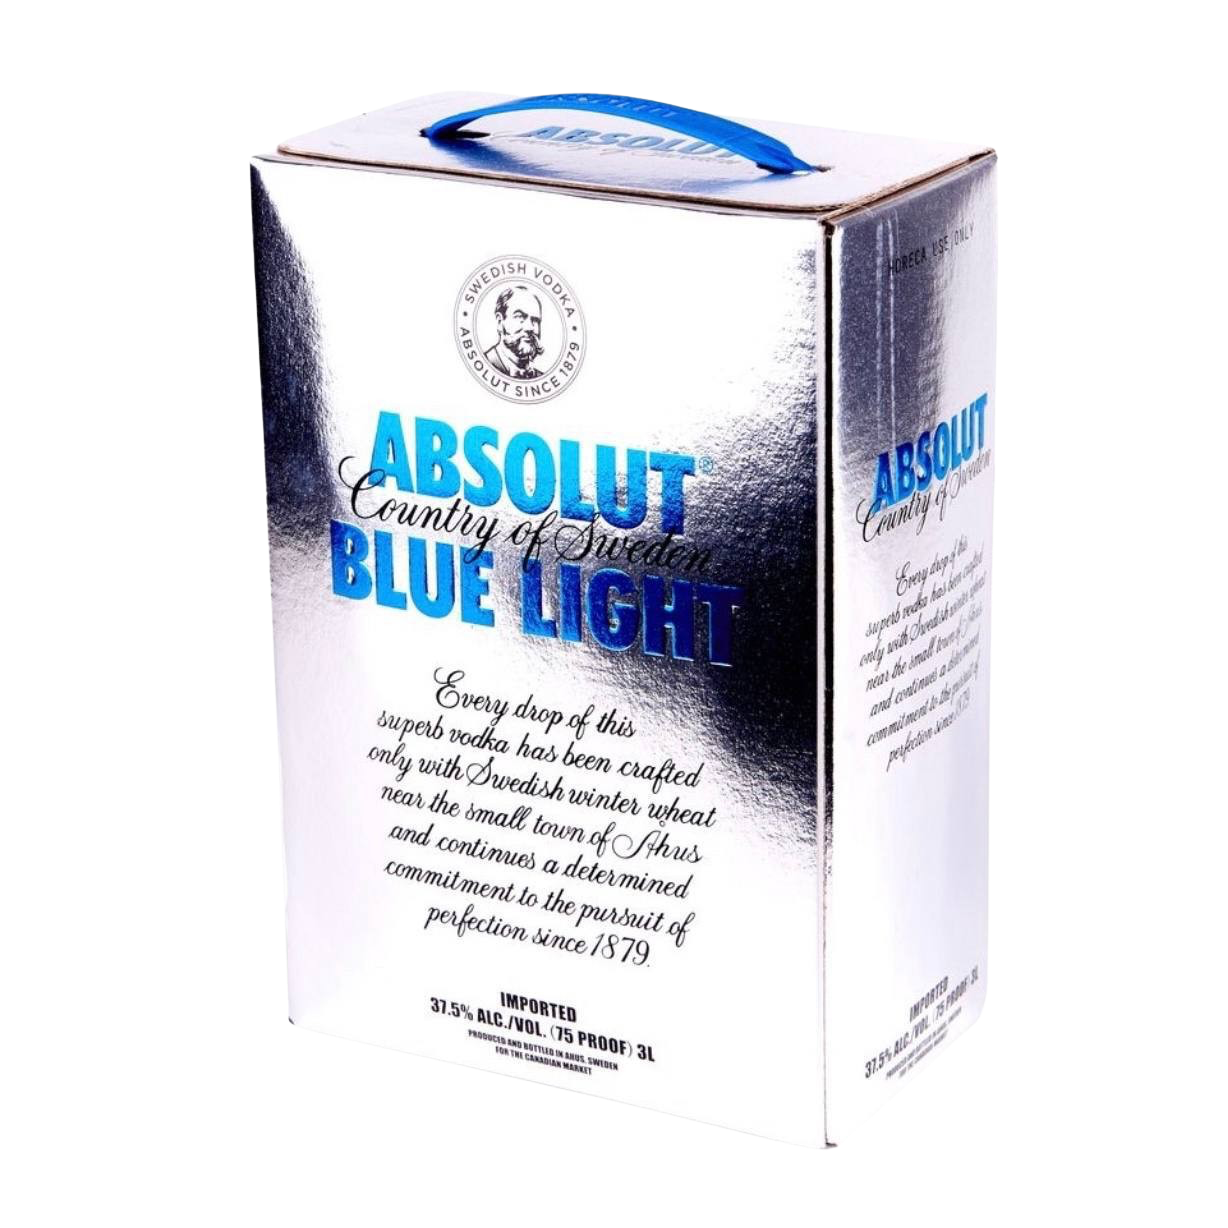 ABSOLUT
SWEDISH VODKA
ABSOLUT SINCE 1879
ABSOLUT®
Country of Sweden
BLUE LIGHT
Every drop of this
superb vodka has been crafted
only with Swedish winter wheat
near the small town of Åhus
and continues a determined
commitment to the pursuit of
perfection since 1879.
IMPORTED
37.5% ALC./VOL. (75 PROOF) 3L
PRODUCED AND BOTTLED IN AHUS, SWEDEN
FOR THE CANADIAN MARKET
HORECA USE ONLY
ABSOLUT
Country of Sweden
Every drop of this
superb vodka has been crafted
only with Swedish winter
near the small town of
and continues a determined
commitment to the pursuit of
perfection since 1879
IMPORTED
37.5% ALC./VOL. (75 PROOF) 3L